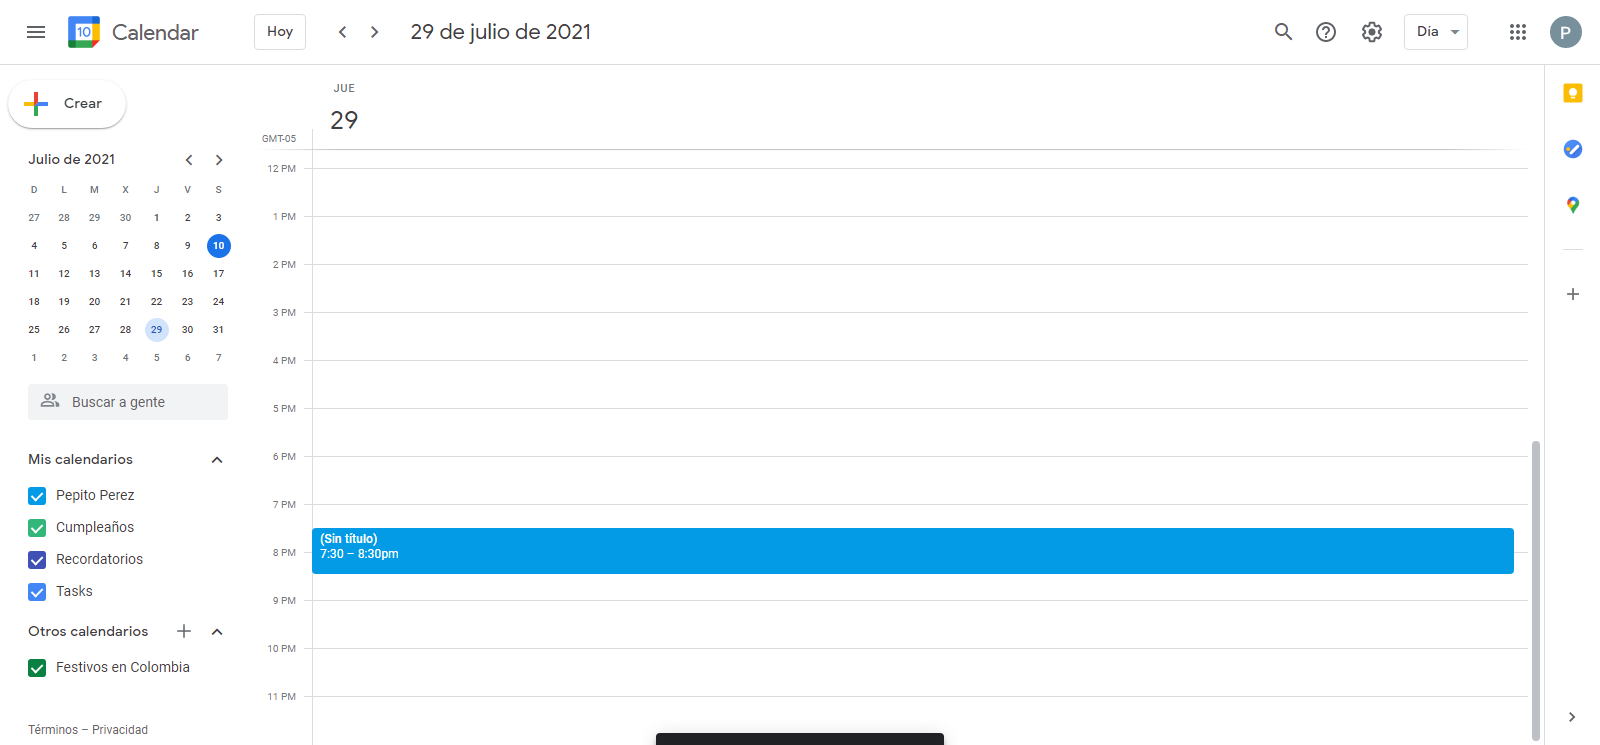 10 Calendar
Hoy
29 de julio de 2021
Día
P
Crear
Julio de 2021
D L M X J V S
27 28 29 30 1 2 3
4 5 6 7 8 9 10
11 12 13 14 15 16 17
18 19 20 21 22 23 24
25 26 27 28 29 30 31
1 2 3 4 5 6 7
Buscar a gente
Mis calendarios
Pepito Perez
Cumpleaños
Recordatorios
Tasks
Otros calendarios
Festivos en Colombia
Términos – Privacidad
JUE
29
GMT-05
12 PM
1 PM
2 PM
3 PM
4 PM
5 PM
6 PM
7 PM
(Sin título)
7:30 – 8:30pm
8 PM
9 PM
10 PM
11 PM